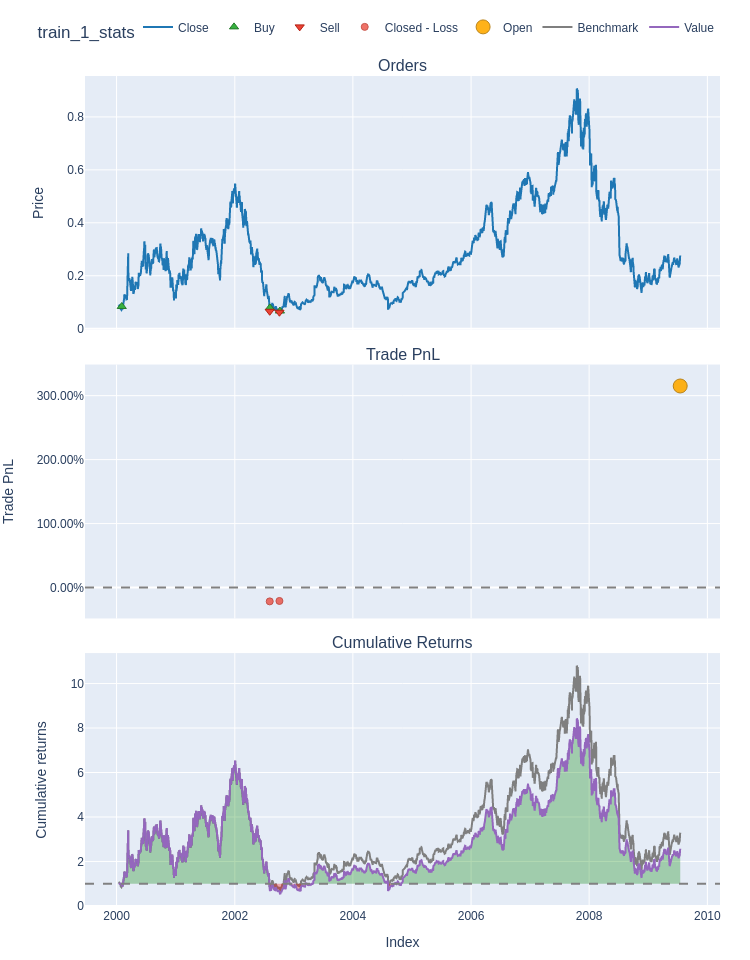 train_1_stats
Close
Buy
Sell
Closed - Loss
Open
Benchmark
Value
Orders
Price
0.8
0.6
0.4
0.2
0
Trade PnL
Trade PnL
300.00%
200.00%
100.00%
0.00%
Cumulative Returns
Cumulative returns
10
8
6
4
2
0
2000
2002
2004
2006
2008
2010
Index